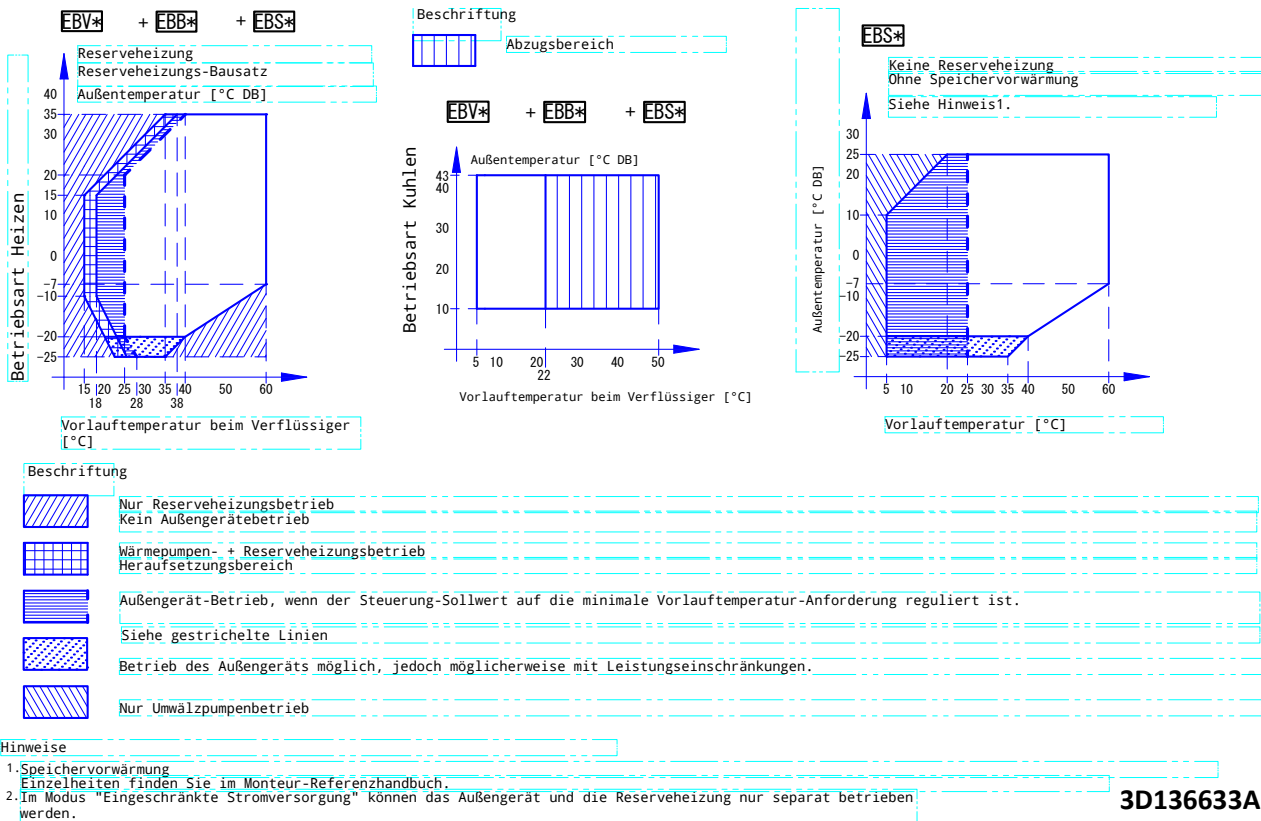 EBV* + EBB* + EBS*
Reserveheizung
Reserveheizungs-Bausatz
Außentemperatur [°C DB]
Betriebsart Heizen
40
35
30
20
15
10
0
-7
-10
-20
-25
15 20 25 30 35 40 50 60
18 28 38
Vorlauftemperatur beim Verflüssiger
[°C]
Beschriftung
Abzugsbereich
EBV* + EBB* + EBS*
Betriebsart Kuhlen
Außentemperatur [°C DB]
43
40
30
20
10
5 10 20 30 40 50
22
Vorlauftemperatur beim Verflüssiger [°C]
EBS*
Keine Reserveheizung
Ohne Speichervorwärmung
Siehe Hinweis1.
Außentemperatur [°C DB]
30
25
20
10
0
-7
-10
-20
-25
5 10 20 25 30 35 40 50 60
Vorlauftemperatur [°C]
Beschriftung
Nur Reserveheizungsbetrieb
Kein Außengerätebetrieb
Wärmepumpen- + Reserveheizungsbetrieb
Heraufsetzungsbereich
Außengerät-Betrieb, wenn der Steuerung-Sollwert auf die minimale Vorlauftemperatur-Anforderung reguliert ist.
Siehe gestrichelte Linien
Betrieb des Außengeräts möglich, jedoch möglicherweise mit Leistungseinschränkungen.
Nur Umwälzpumpenbetrieb
Hinweise
1. Speichervorwärmung
Einzelheiten finden Sie im Monteur-Referenzhandbuch.
2. Im Modus "Eingeschränkte Stromversorgung" können das Außengerät und die Reserveheizung nur separat betrieben
werden.
3D136633A